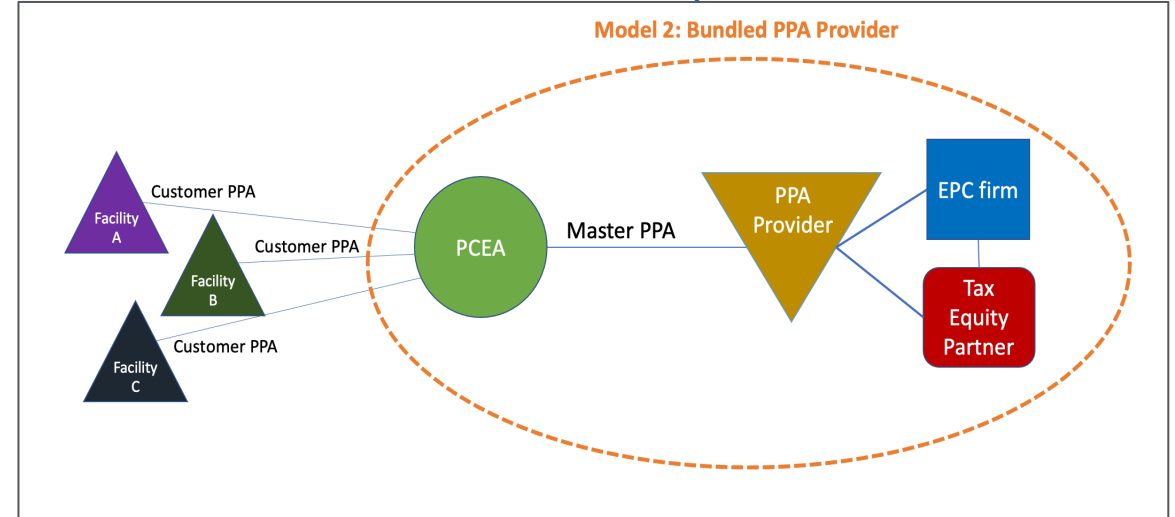 Model 2: Bundled PPA Provider
Customer PPA
Facility
A
Customer PPA
Facility
B
Customer PPA
Facility
C
PCEA
Master PPA
PPA
Provider
EPC firm
Tax
Equity
Partner